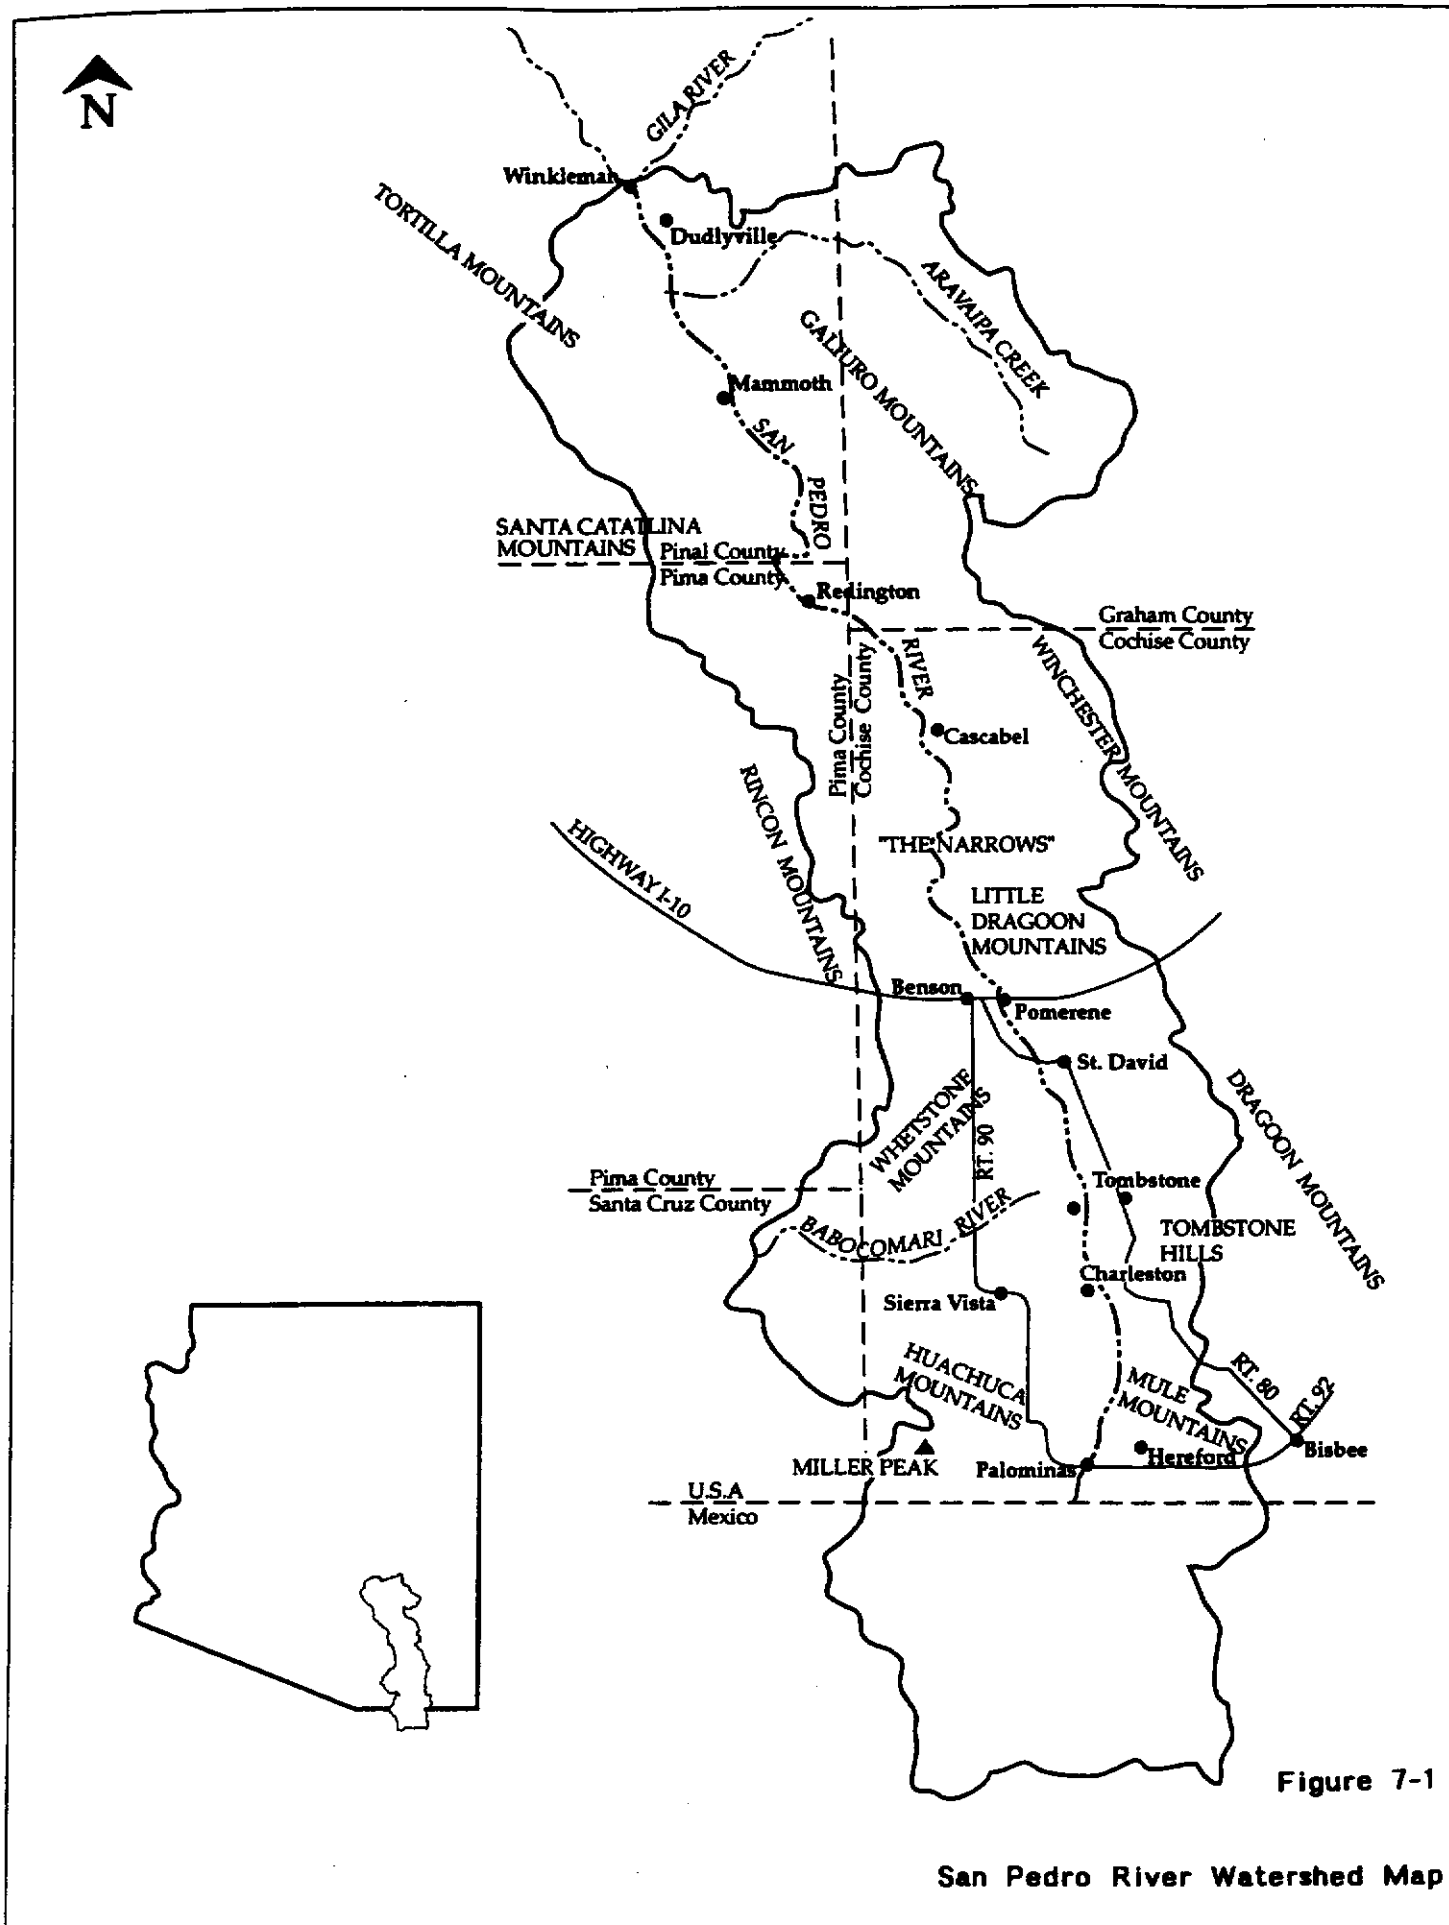 N
GILA RIVER
Winkleman
TORTILLA MOUNTAINS
Dudlyville
ARAVAIPA CREEK
GALIURO MOUNTAINS
Mammoth
SAN
PEDRO
SANTA CATATLINA
MOUNTAINS
Pinal County
Pima County
Redington
Graham County
Cochise County
RIVER
WINCHESTER MOUNTAINS
Pima County
Cochise County
Cascabel
RINCON MOUNTAINS
HIGHWAY I-10
"THE NARROWS"
LITTLE
DRAGOON
MOUNTAINS
Benson
Pomerene
St. David
DRAGOON MOUNTAINS
WHETSTONE
MOUNTAINS
RT. 90
Pima County
Santa Cruz County
Tombstone
BABOCOMARI RIVER
TOMBSTONE
HILLS
Charleston
Sierra Vista
HUACHUCA
MOUNTAINS
MULE
MOUNTAINS
RT. 80
RT. 92
Bisbee
Hereford
MILLER PEAK
Palominas
U.S.A
Mexico
Figure 7-1
San Pedro River Watershed Map